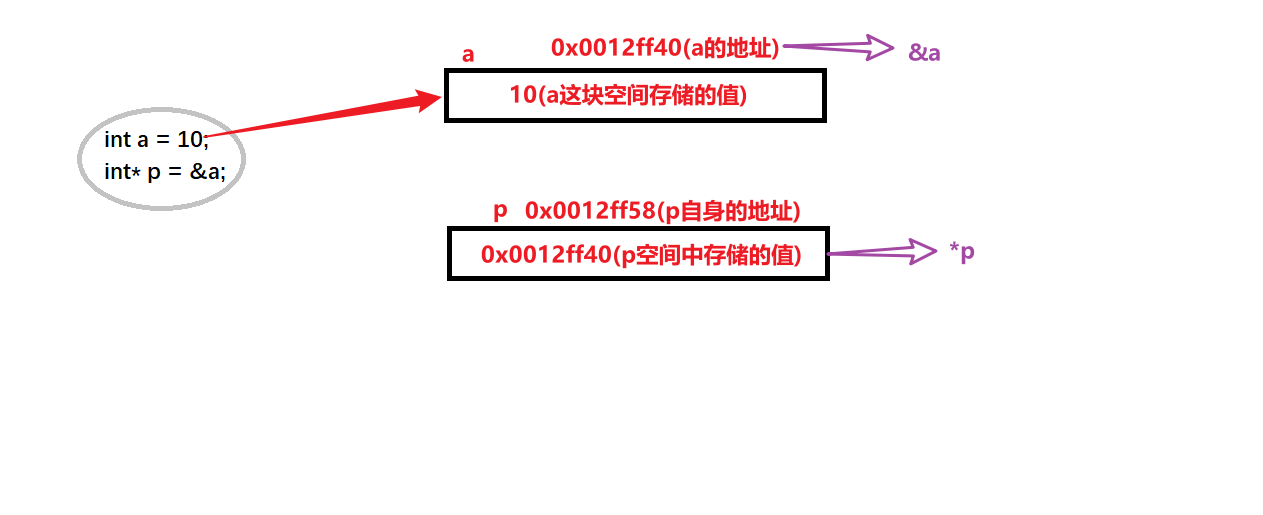 0x0012ff40(a的地址)
&a
a
10(a这块空间存储的值)
int a = 10;
int* p = &a;
p 0x0012ff58(p自身的地址)
0x0012ff40(p空间中存储的值)
*p